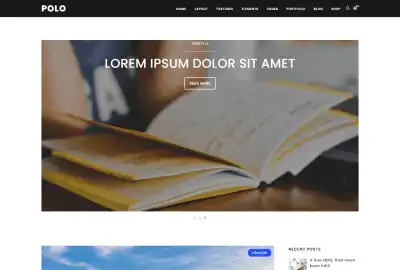 POLO
HOME LAYOUT FEATURES ELEMENTS PAGES PORTFOLIO BLOG SHOP
LOREM IPSUM DOLOR SIT AMET
READ MORE
Lifestyle
RECENT POSTS
A true story, that never
been told!